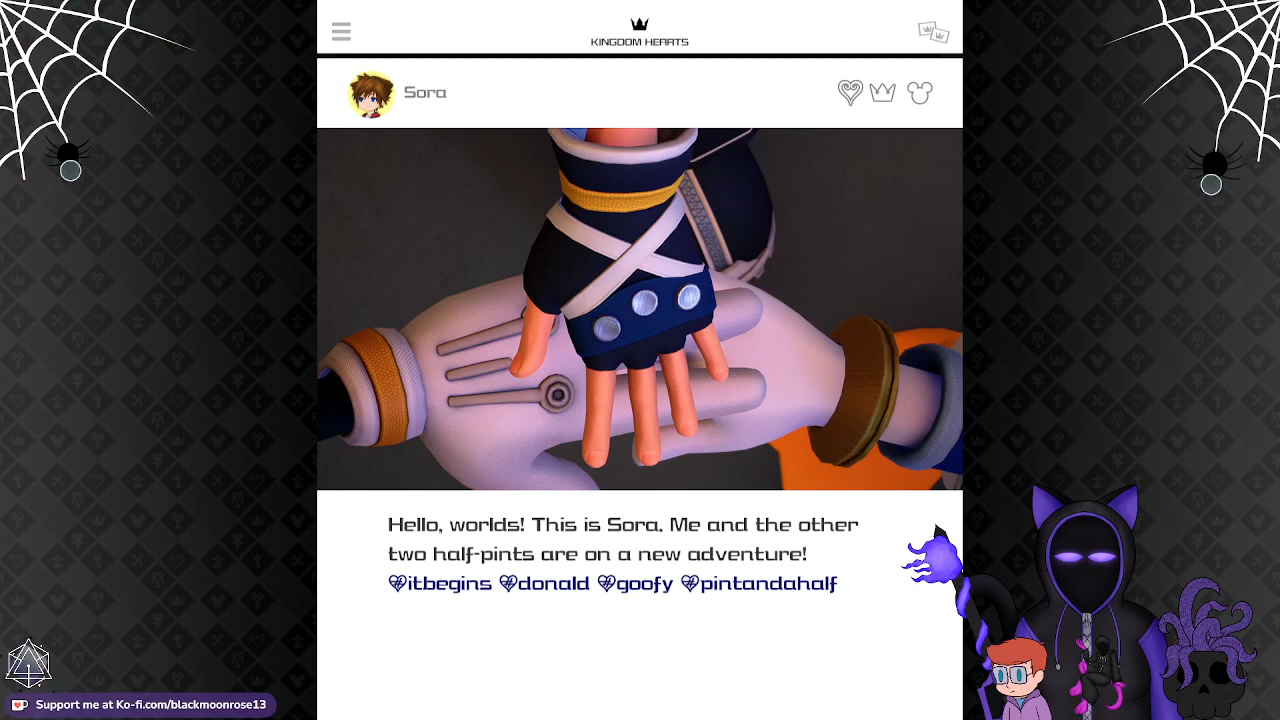 KINGDOM HEARTS
Sora
Hello, worlds! This is Sora. Me and the other
two half-pints are on a new adventure!
itbegins donald goofy pintandahalf
Support me at Ko-fi.com/blackmoonrose13